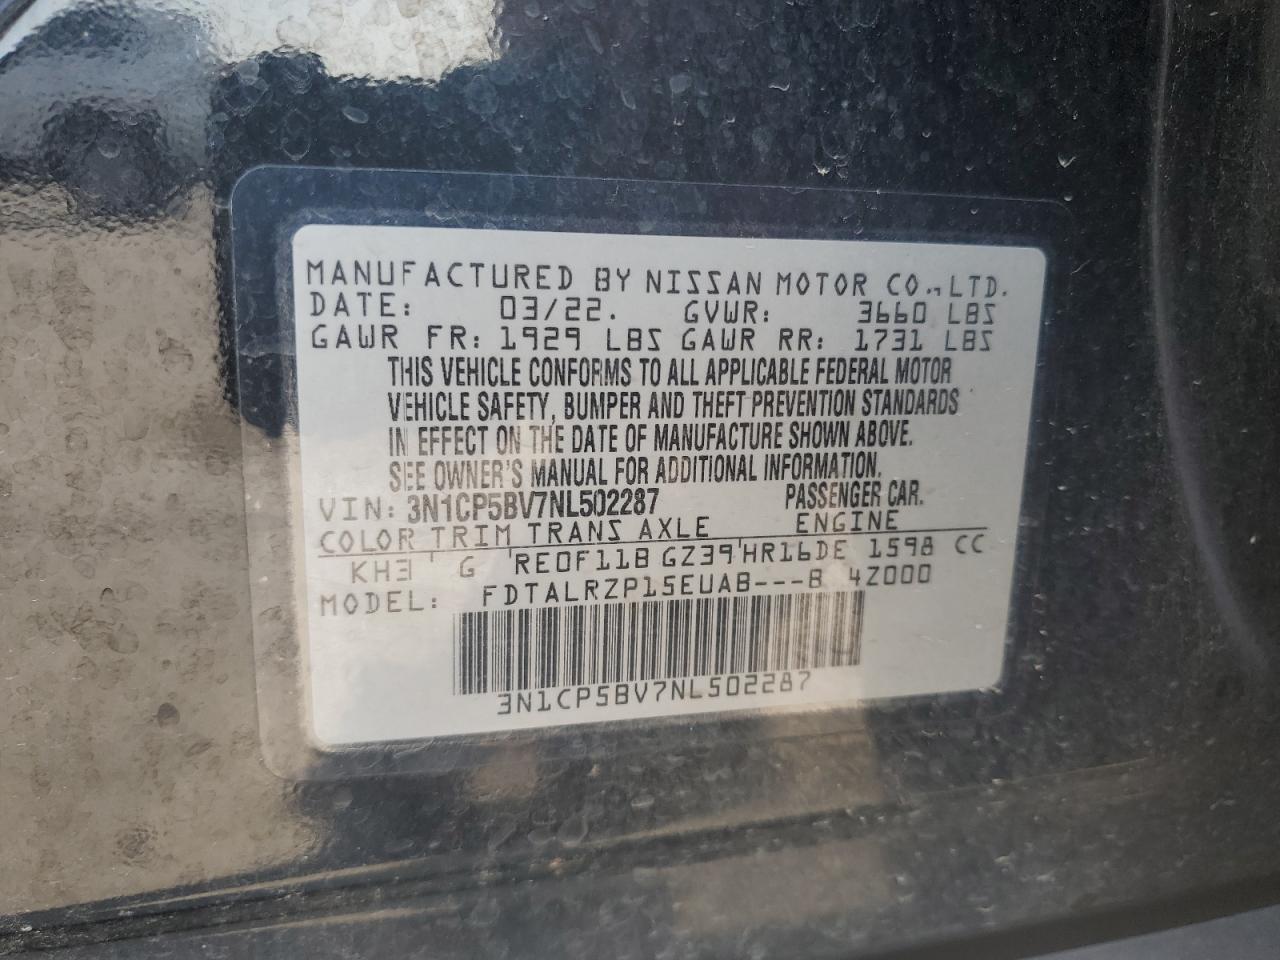 MANUFACTURED BY NISSAN MOTOR CO., LTD.
DATE: 03/22. GVWR: 3660 LBS
GAWR FR: 1929 LBS GAWR RR: 1731 LBS
THIS VEHICLE CONFORMS TO ALL APPLICABLE FEDERAL MOTOR
VEHICLE SAFETY, BUMPER AND THEFT PREVENTION STANDARDS
IN EFFECT ON THE DATE OF MANUFACTURE SHOWN ABOVE.
SEE OWNER'S MANUAL FOR ADDITIONAL INFORMATION.
VIN: 3N1CP5BV7NL502287 PASSENGER CAR.
COLOR TRIM TRANS AXLE ENGINE
KH3 G RE0F11B GZ39 HR16DE 1598 CC
MODEL: FDTALRZP15EUAB---B 4Z000
3N1CP5BV7NL502287